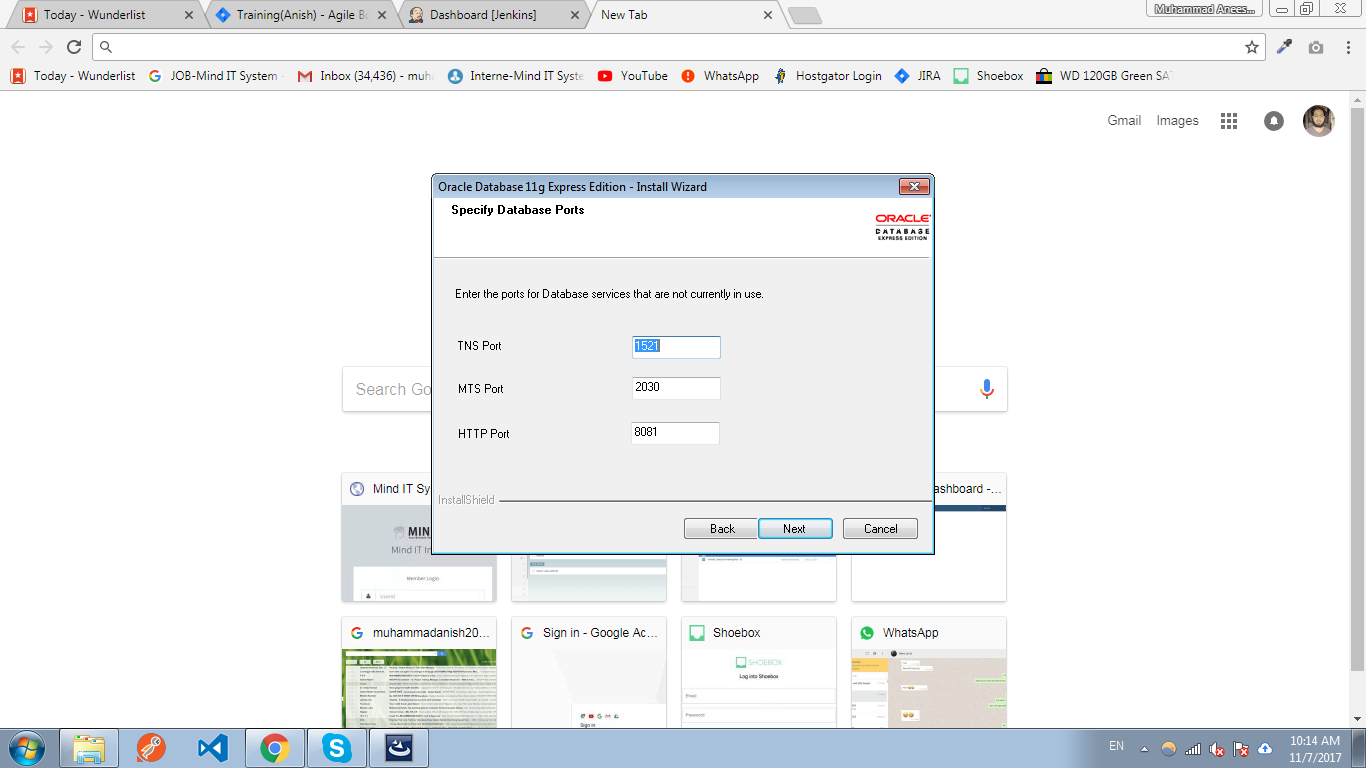 Today - Wunderlist
Training(Anish) - Agile Bo
Dashboard [Jenkins]
New Tab
Muhammad Anees...
Today - Wunderlist
JOB-Mind IT System
Inbox (34,436) - muh
Interne-Mind IT Syste
YouTube
WhatsApp
Hostgator Login
JIRA
Shoebox
WD 120GB Green SA
Gmail
Images
Oracle Database 11g Express Edition - Install Wizard
Specify Database Ports
ORACLE
DATABASE
EXPRESS EDITION
Enter the ports for Database services that are not currently in use.
TNS Port
1521
MTS Port
2030
HTTP Port
8081
InstallShield
Back
Next
Cancel
Search Go
Mind IT Sy
ashboard -...
MIN
Mind IT In
Member Login
muhammadanish20...
Sign in - Google Ac...
Shoebox
WhatsApp
SHOEBOX
Log into Shoebox
Email
Password
Sign in
EN
10:14 AM
11/7/2017